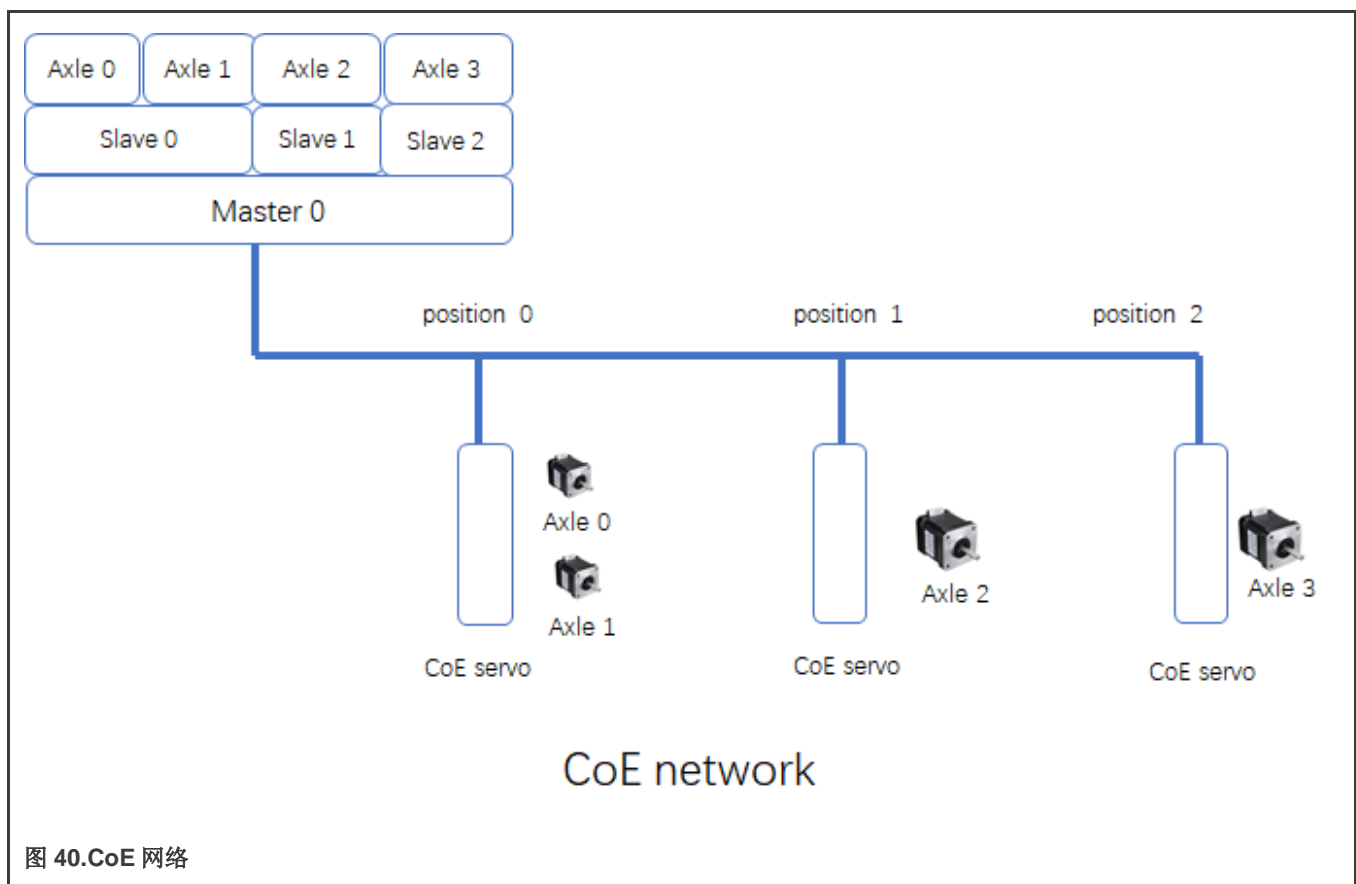 Axle 0 Axle 1 Axle 2 Axle 3
Slave 0 Slave 1 Slave 2
Master 0
position 0 position 1 position 2
Axle 0
Axle 1
Axle 2
Axle 3
CoE servo CoE servo CoE servo
CoE network
图 40.CoE 网络